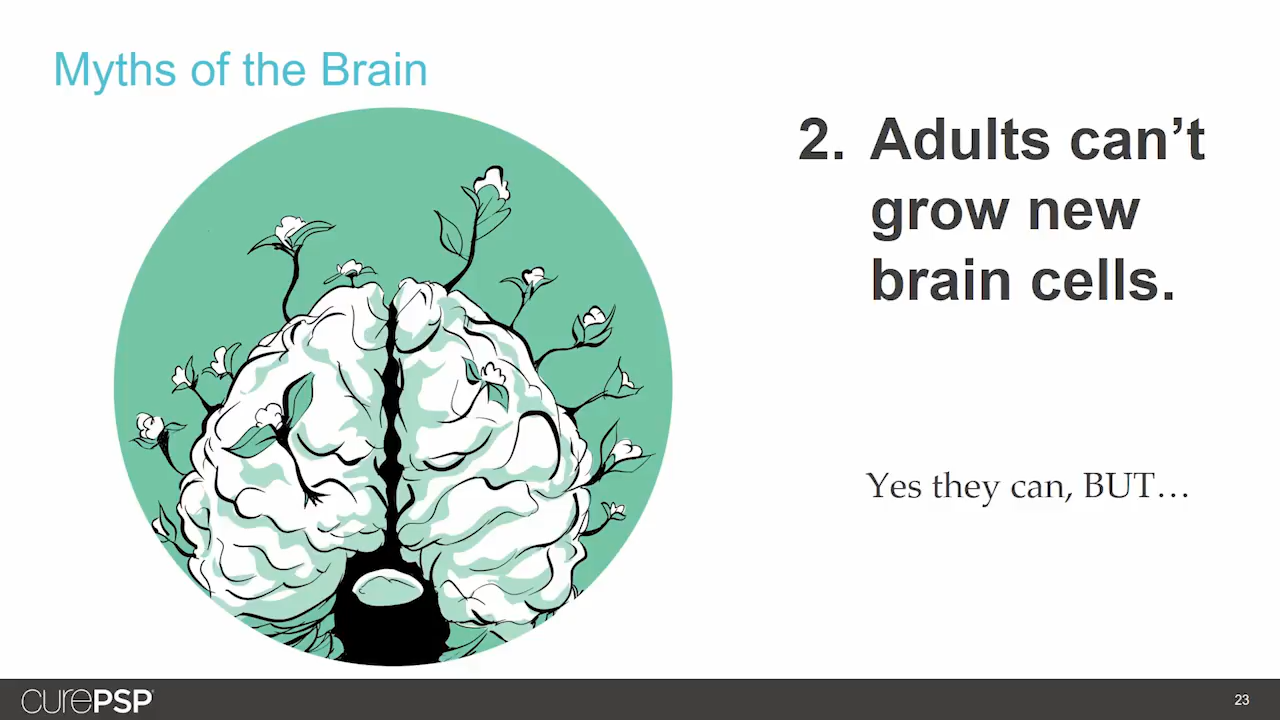 Myths of the Brain
2. Adults can’t
grow new
brain cells.
Yes they can, BUT…
curePSP
23